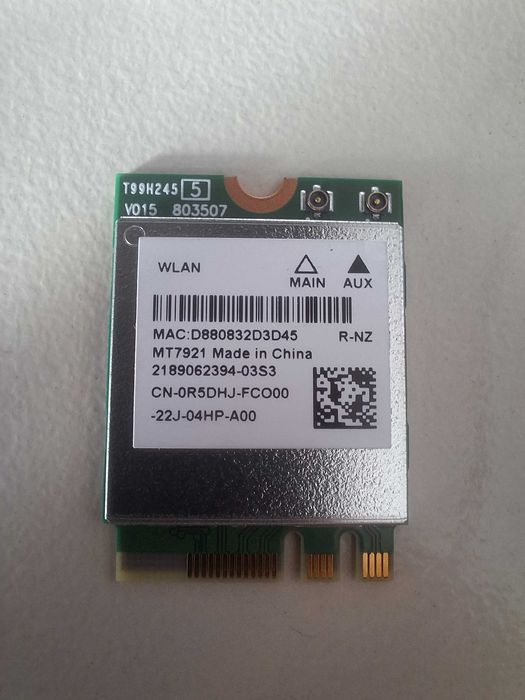 T99H245 5
V015 803507
WLAN
MAIN AUX
MAC:D880832D3D45 R-NZ
MT7921 Made in China
2189062394-03S3
CN-0R5DHJ-FCO00
-22J-04HP-A00